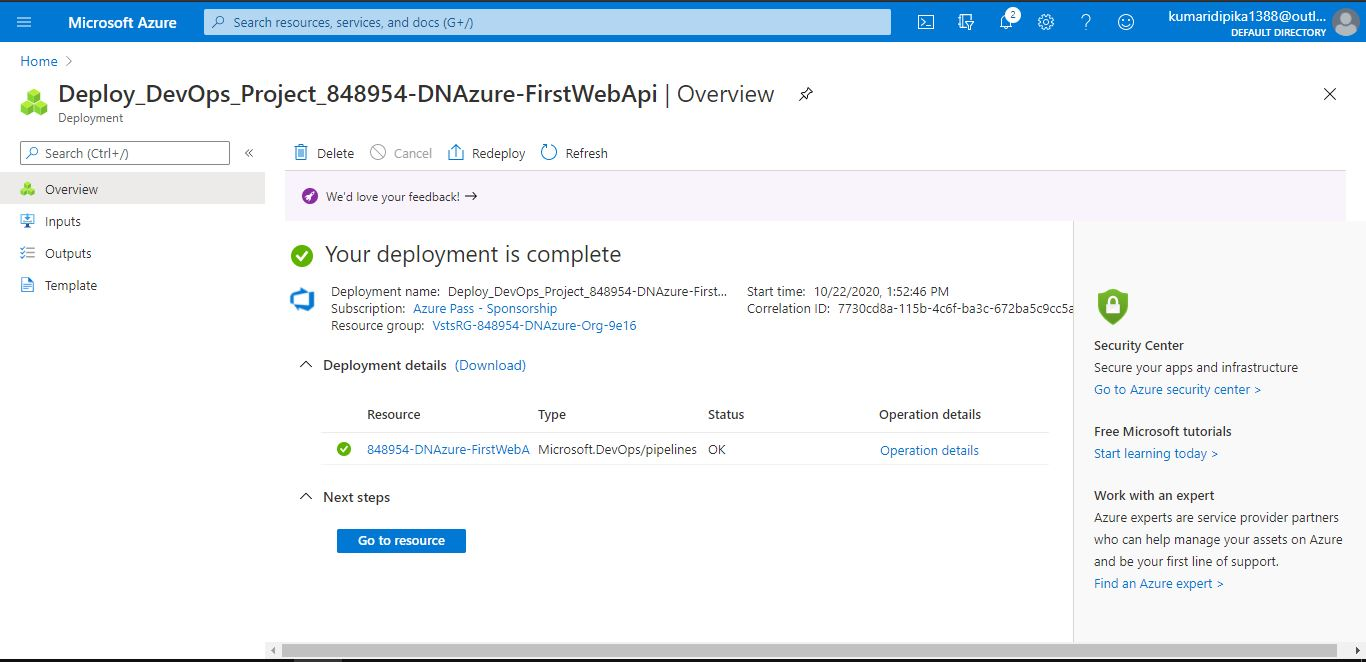 Microsoft Azure
Search resources, services, and docs (G+/)
2
kumaridipika1388@outl...
DEFAULT DIRECTORY
Home >
Deploy_DevOps_Project_848954-DNAzure-FirstWebApi | Overview
Deployment
Search (Ctrl+/)
«
Overview
Inputs
Outputs
Template
Delete Cancel Redeploy Refresh
We'd love your feedback! →
Your deployment is complete
Deployment name: Deploy_DevOps_Project_848954-DNAzure-First... Start time: 10/22/2020, 1:52:46 PM
Subscription: Azure Pass - Sponsorship Correlation ID: 7730cd8a-115b-4c6f-ba3c-672ba5c9cc5a
Resource group: VstsRG-848954-DNAzure-Org-9e16
Deployment details (Download)
Resource Type Status Operation details
848954-DNAzure-FirstWebA Microsoft.DevOps/pipelines OK Operation details
Next steps
Go to resource
Security Center
Secure your apps and infrastructure
Go to Azure security center >
Free Microsoft tutorials
Start learning today >
Work with an expert
Azure experts are service provider partners
who can help manage your assets on Azure
and be your first line of support.
Find an Azure expert >